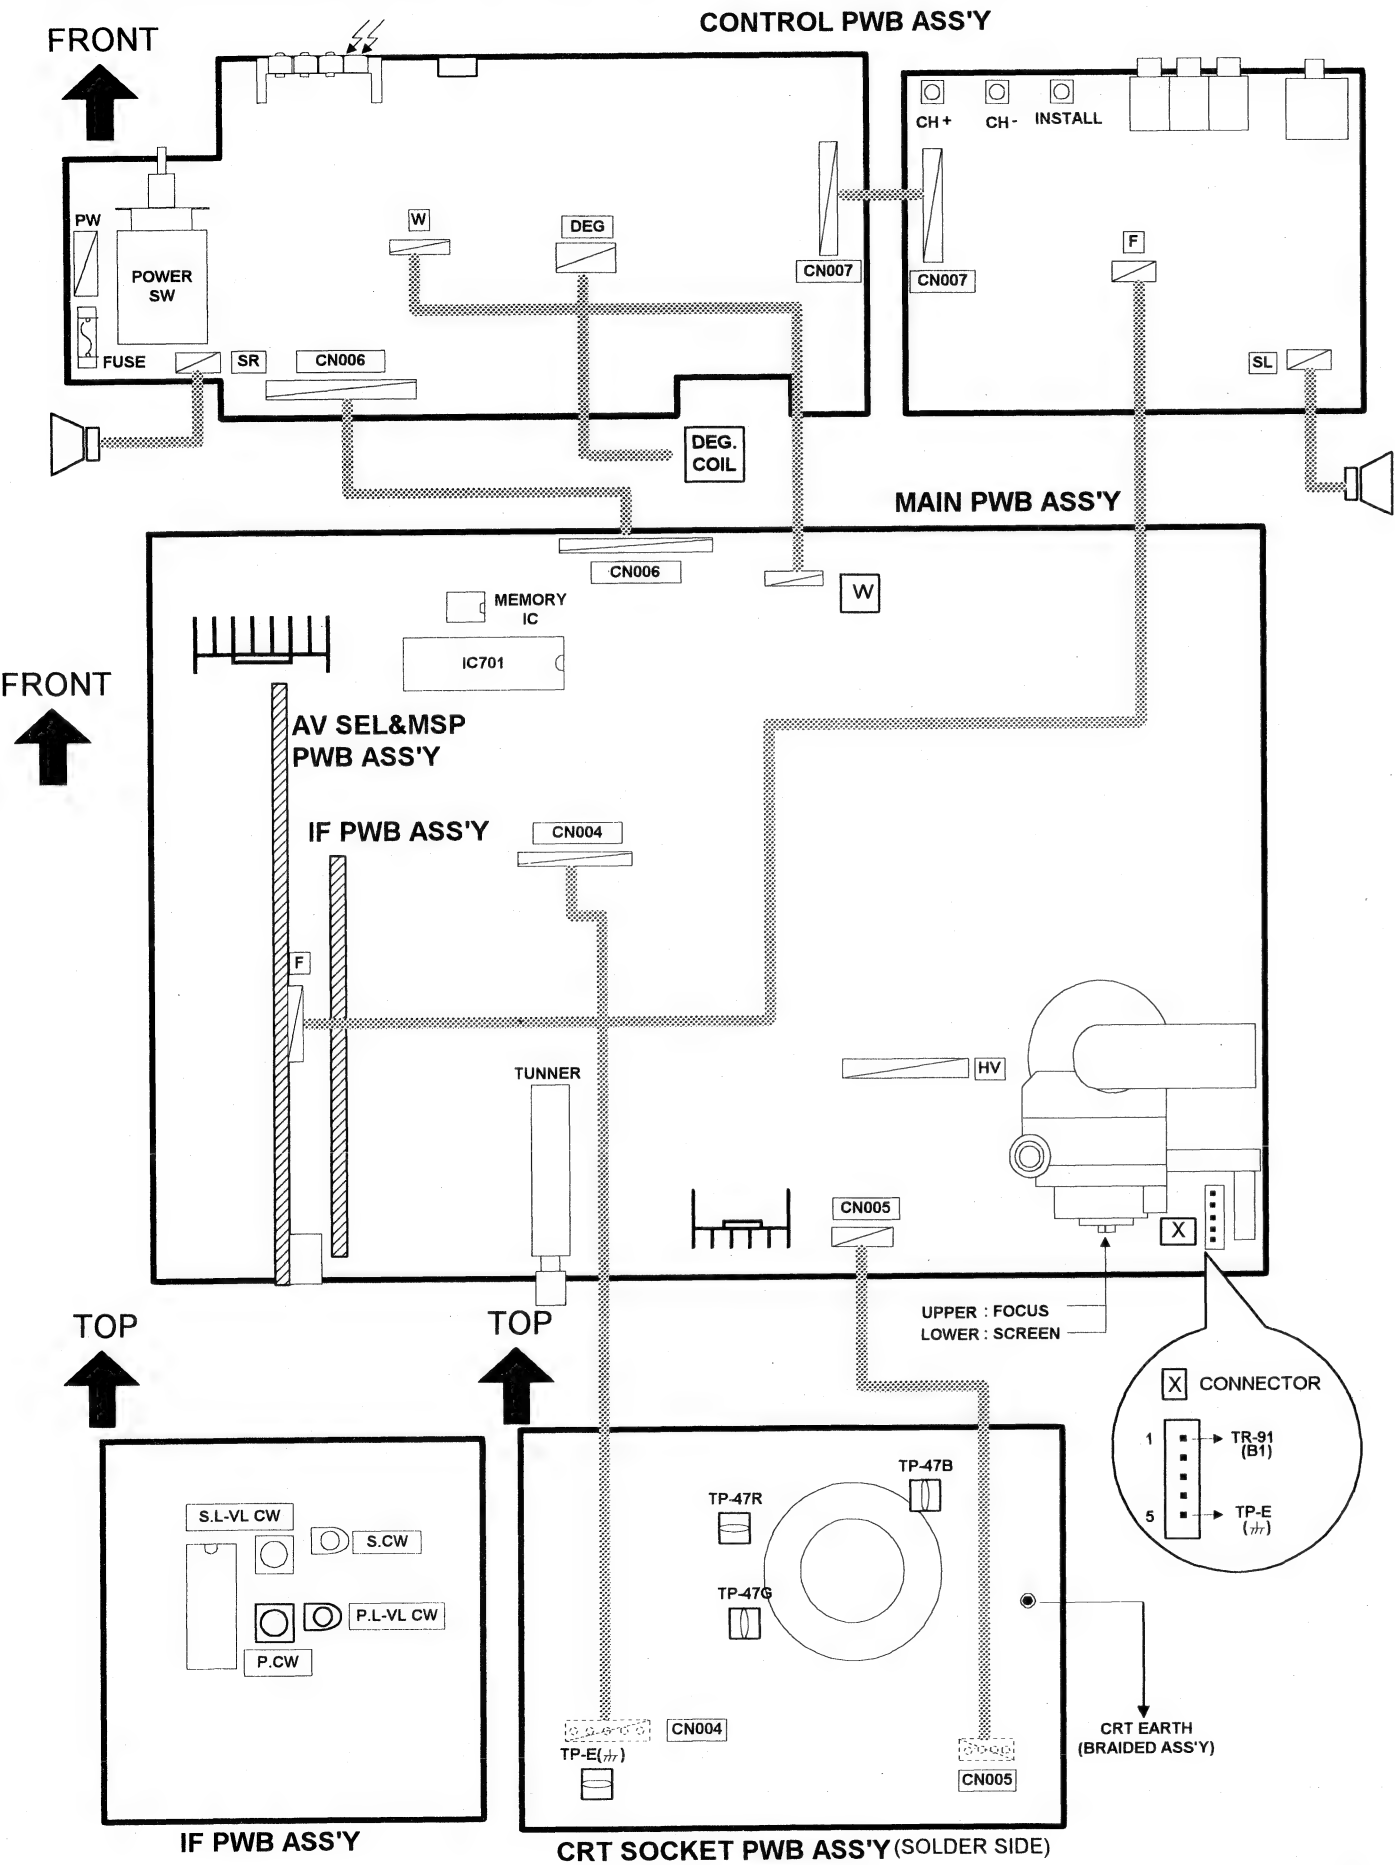 CONTROL PWB ASS'Y
FRONT
CH +
CH -
INSTALL
PW
W
DEG
F
POWER
SW
CN007
CN007
FUSE
SR
CN006
SL
DEG.
COIL
MAIN PWB ASS'Y
CN006
W
MEMORY
IC
IC701
FRONT
AV SEL&MSP
PWB ASS'Y
IF PWB ASS'Y
CN004
F
TUNNER
HV
CN005
X
UPPER : FOCUS
LOWER : SCREEN
TOP
TOP
X CONNECTOR
1
TR-91
(B1)
5
TP-E
( )
TP-47B
TP-47R
S.L-VL CW
S.CW
TP-47G
P.L-VL CW
P.CW
CN004
CRT EARTH
(BRAIDED ASS'Y)
TP-E( )
CN005
IF PWB ASS'Y
CRT SOCKET PWB ASS'Y (SOLDER SIDE)